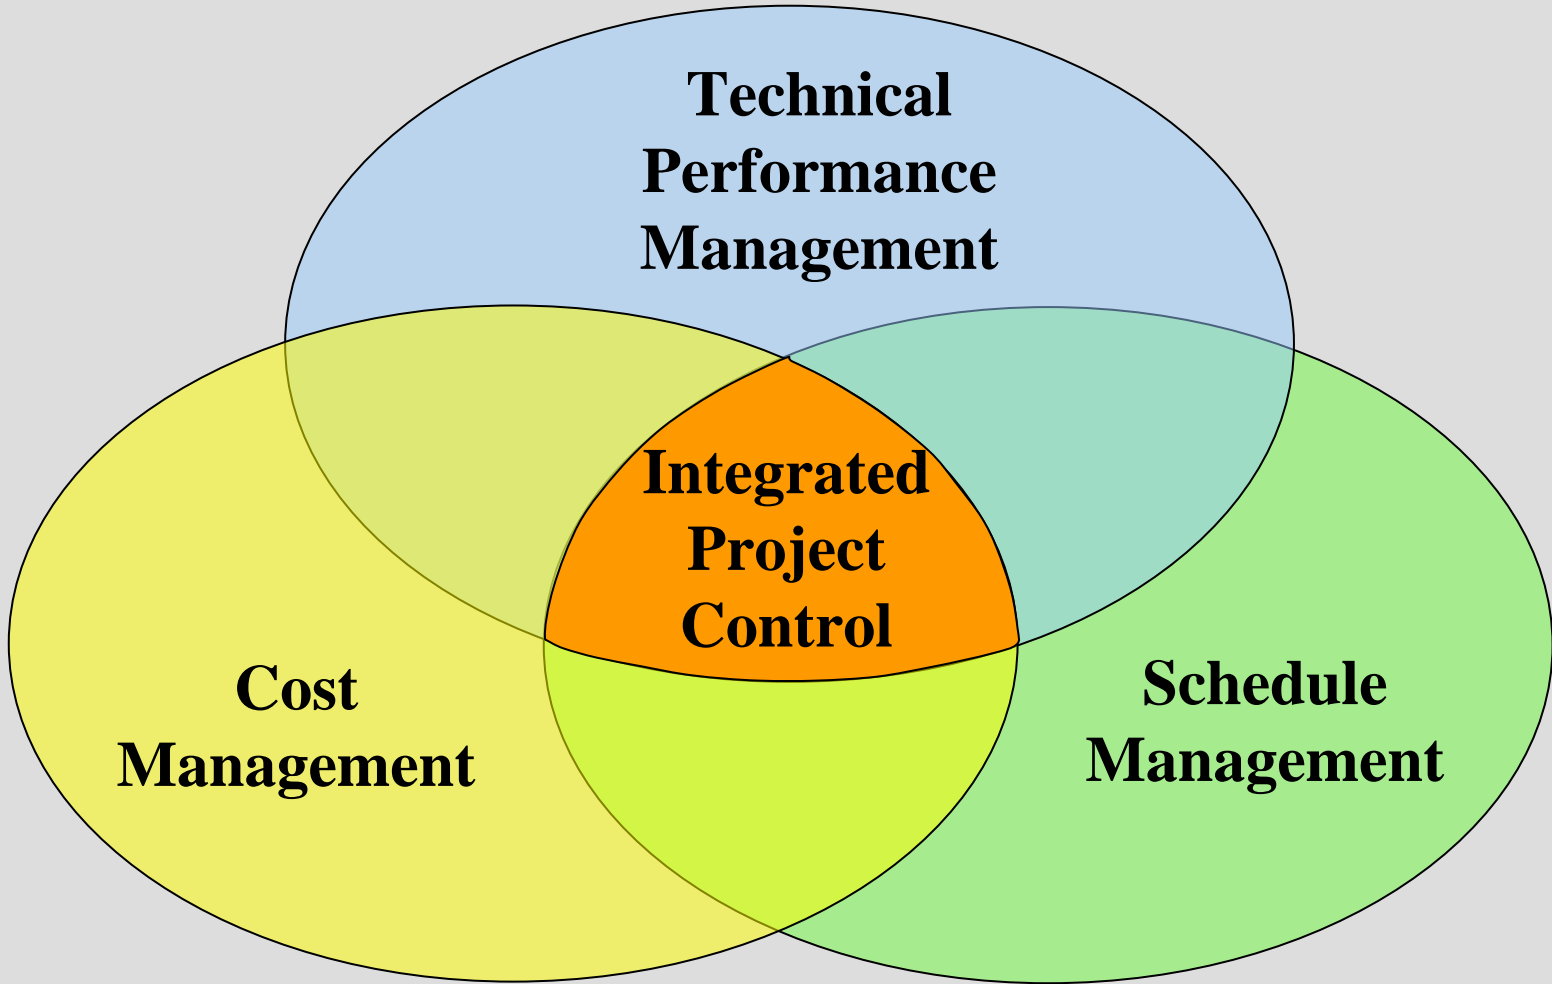 Technical
Performance
Management
Integrated
Project
Control
Cost
Management
Schedule
Management